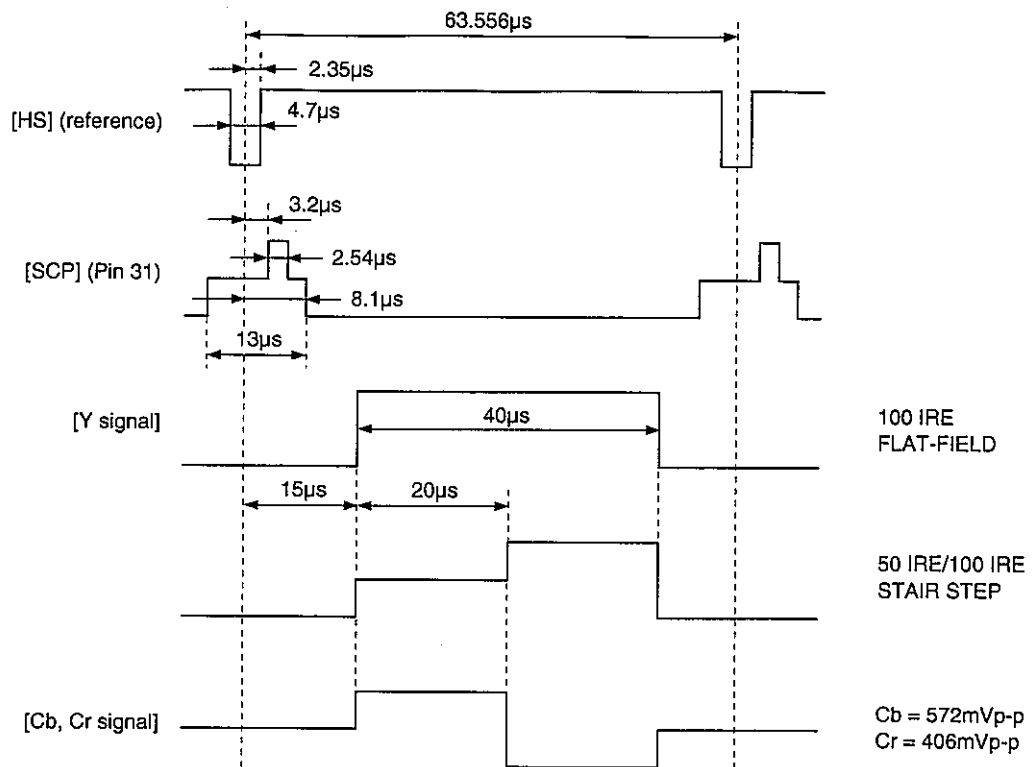 63.556µs
2.35µs
[HS] (reference)
4.7µs
3.2µs
[SCP] (Pin 31)
2.54µs
8.1µs
13µs
[Y signal]
40µs
100 IRE
FLAT-FIELD
15µs
20µs
50 IRE/100 IRE
STAIR STEP
[Cb, Cr signal]
Cb = 572mVp-p
Cr = 406mVp-p